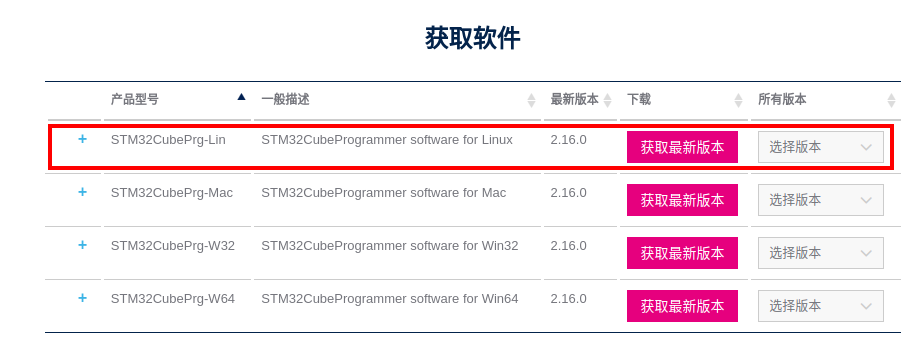 获取软件
产品型号 一般描述 最新版本 下载 所有版本
+ STM32CubePrg-Lin STM32CubeProgrammer software for Linux 2.16.0 获取最新版本 选择版本
+ STM32CubePrg-Mac STM32CubeProgrammer software for Mac 2.16.0 获取最新版本 选择版本
+ STM32CubePrg-W32 STM32CubeProgrammer software for Win32 2.16.0 获取最新版本 选择版本
+ STM32CubePrg-W64 STM32CubeProgrammer software for Win64 2.16.0 获取最新版本 选择版本